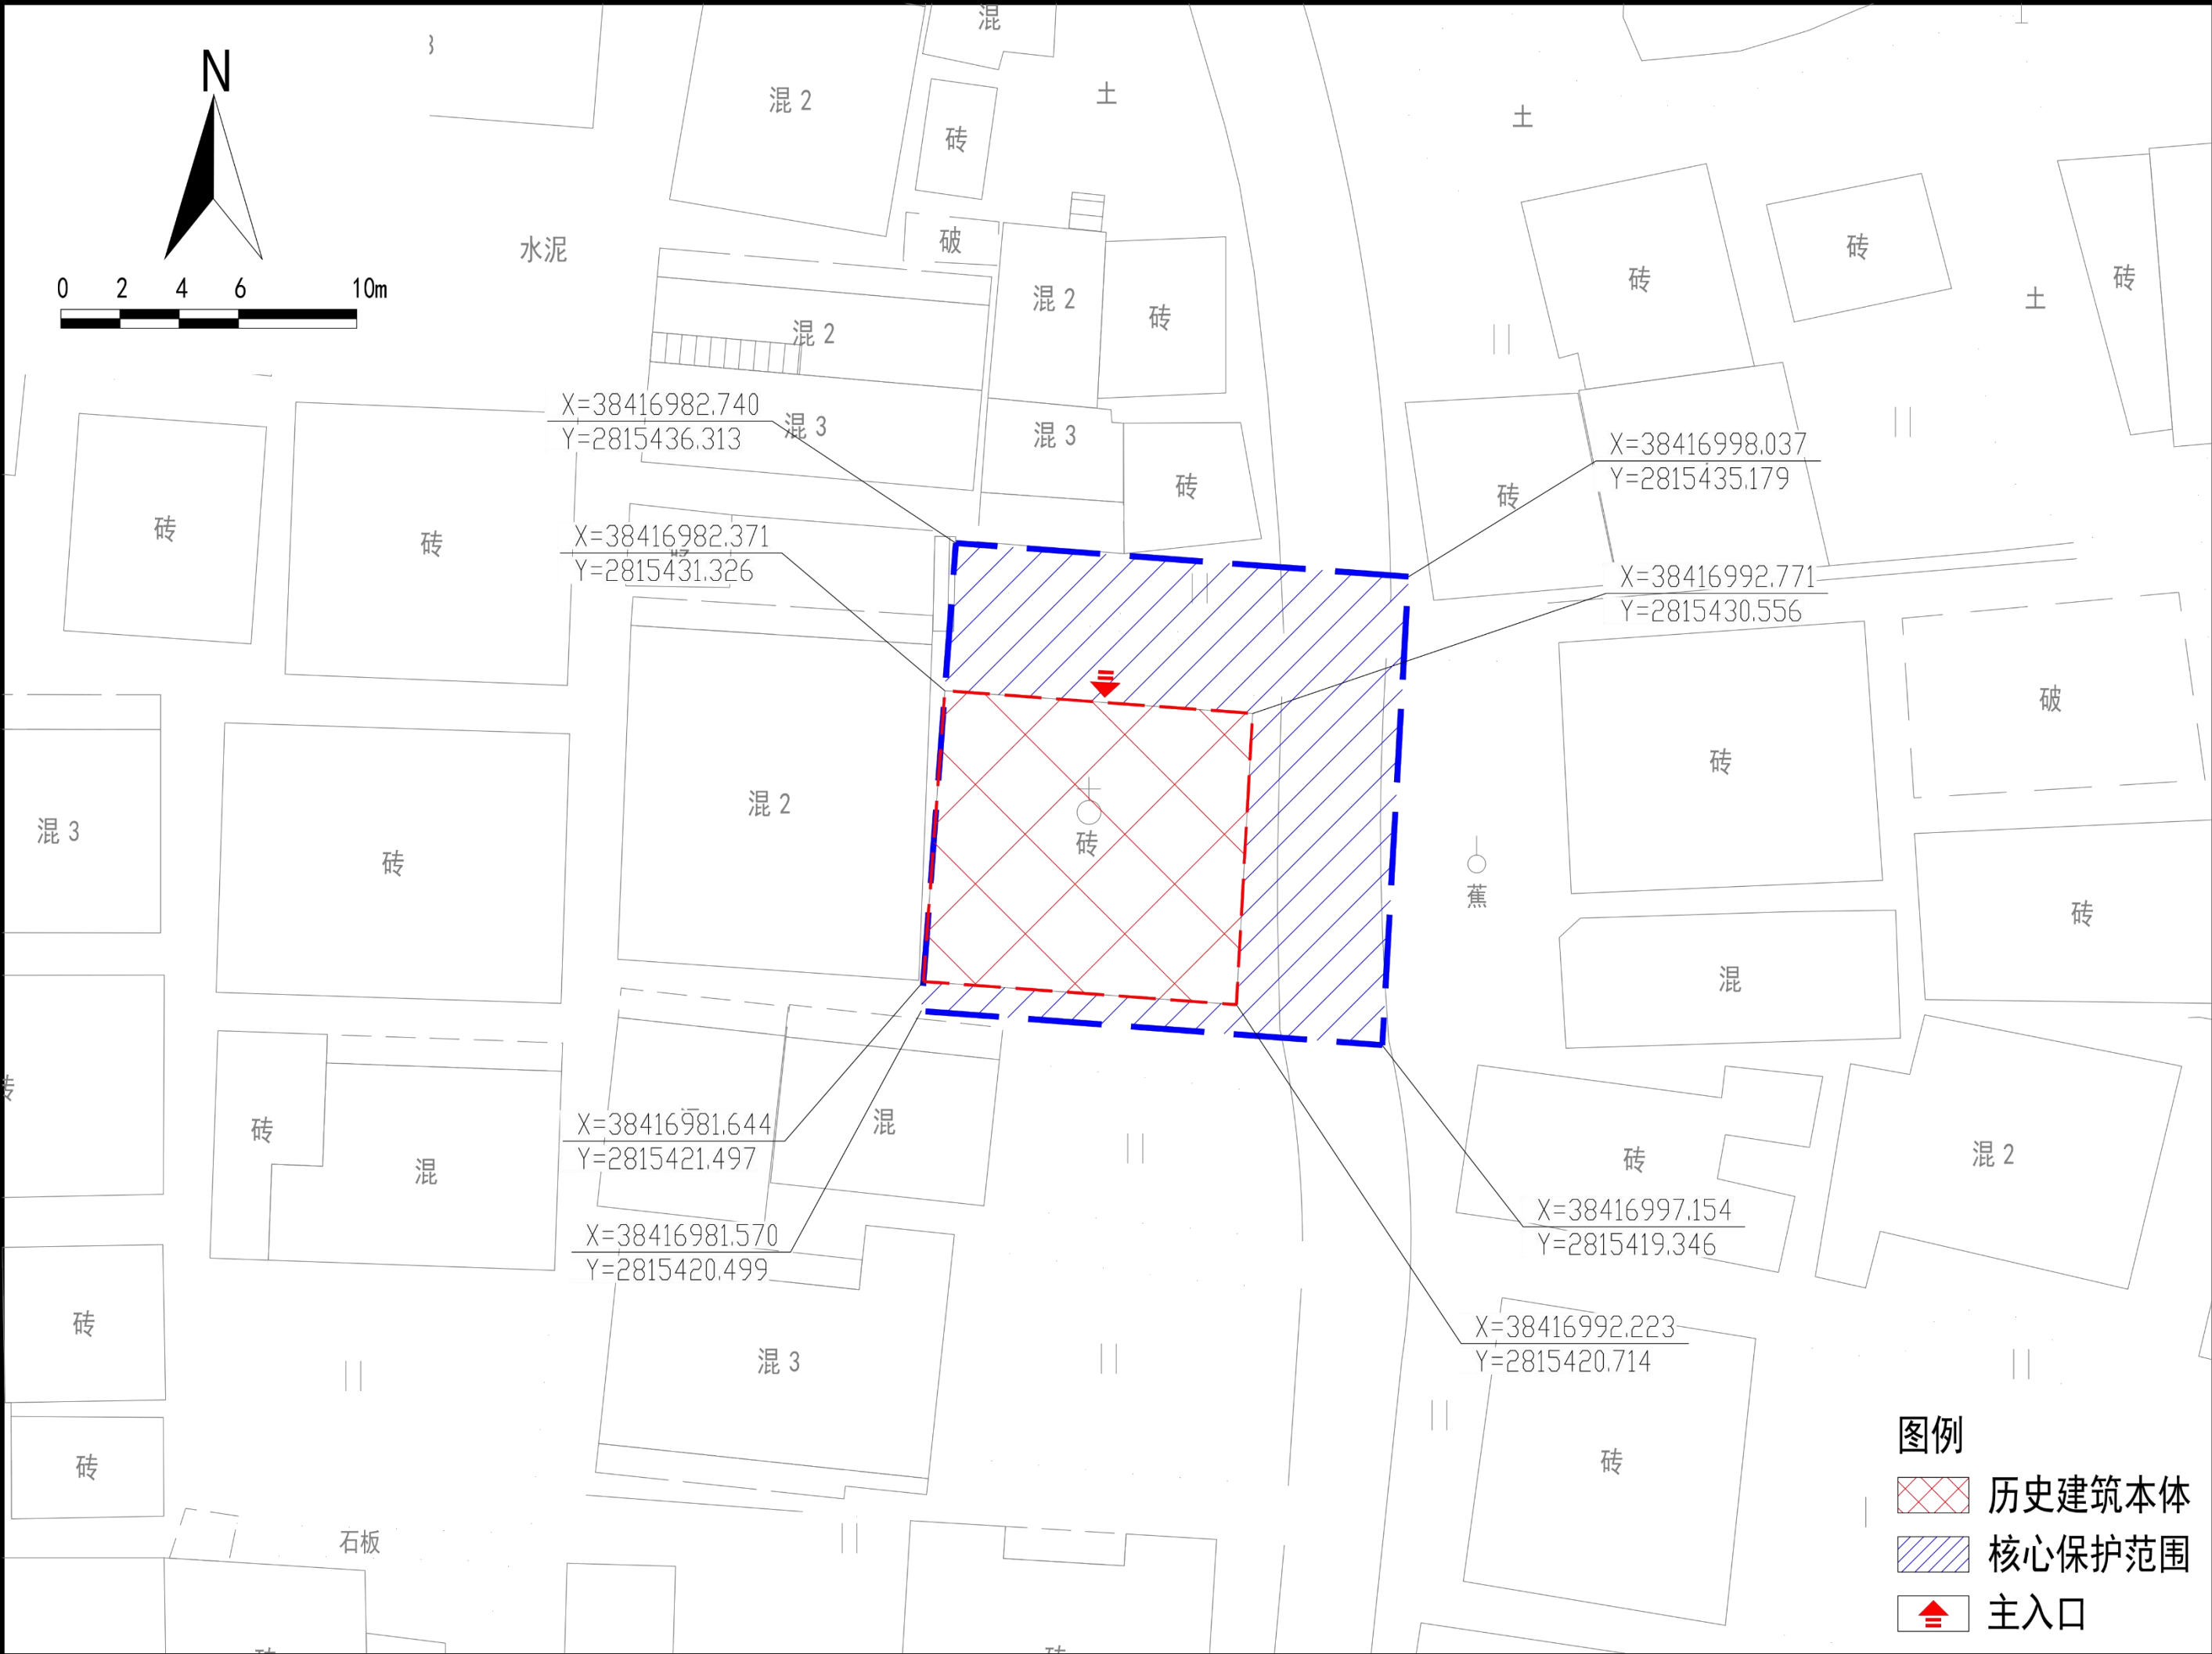 N
0 2 4 6 10m
混
混 2
土
砖
土
水泥
破
混 2
砖
砖
砖
砖
土
混 2
X=38416982.740
Y=2815436.313
混 3
混 3
砖
X=38416998.037
Y=2815435.179
砖
砖
砖
X=38416982.371
Y=2815431.326
X=38416992.771
Y=2815430.556
破
砖
混 2
混 3
砖
砖
蕉
砖
混
X=38416981.644
Y=2815421.497
混
砖
混
砖
混 2
X=38416981.570
Y=2815420.499
X=38416997.154
Y=2815419.346
砖
混 3
X=38416992.223
Y=2815420.714
砖
砖
石板
图例
历史建筑本体
核心保护范围
主入口